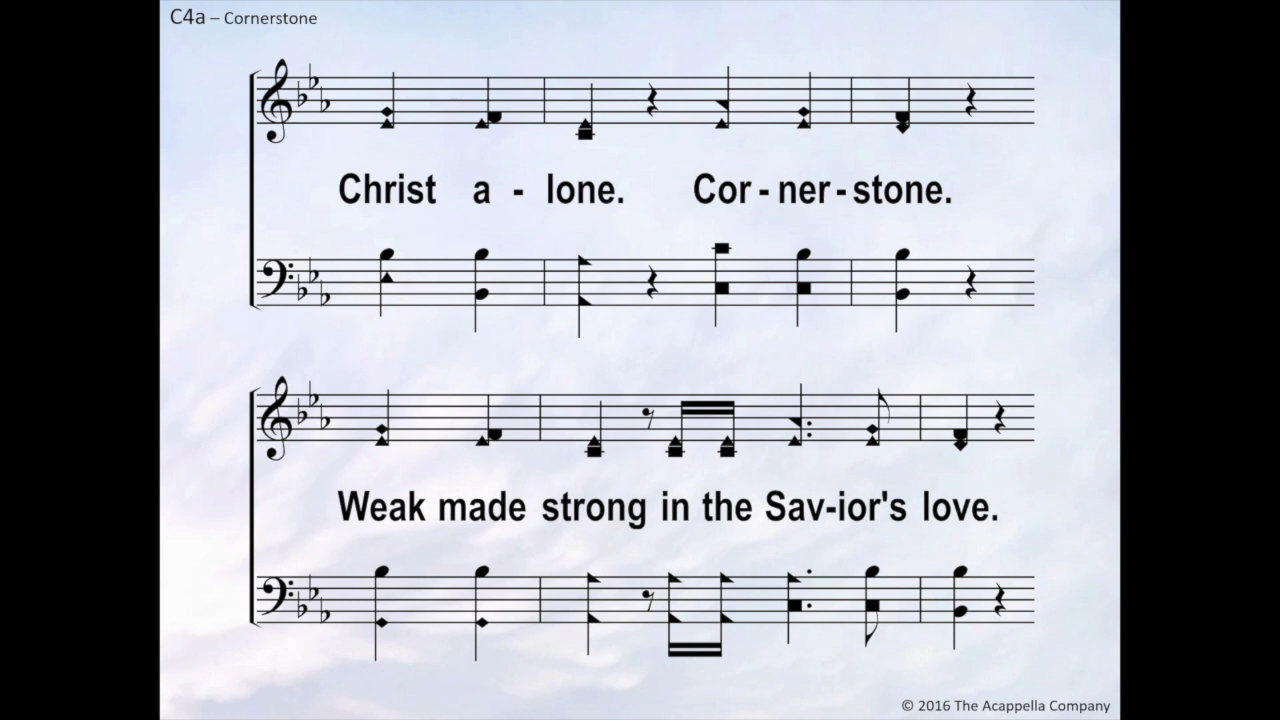 C4a – Cornerstone
Christ a - lone. Cor - ner - stone.
Weak made strong in the Sav-ior's love.
© 2016 The Acappella Company